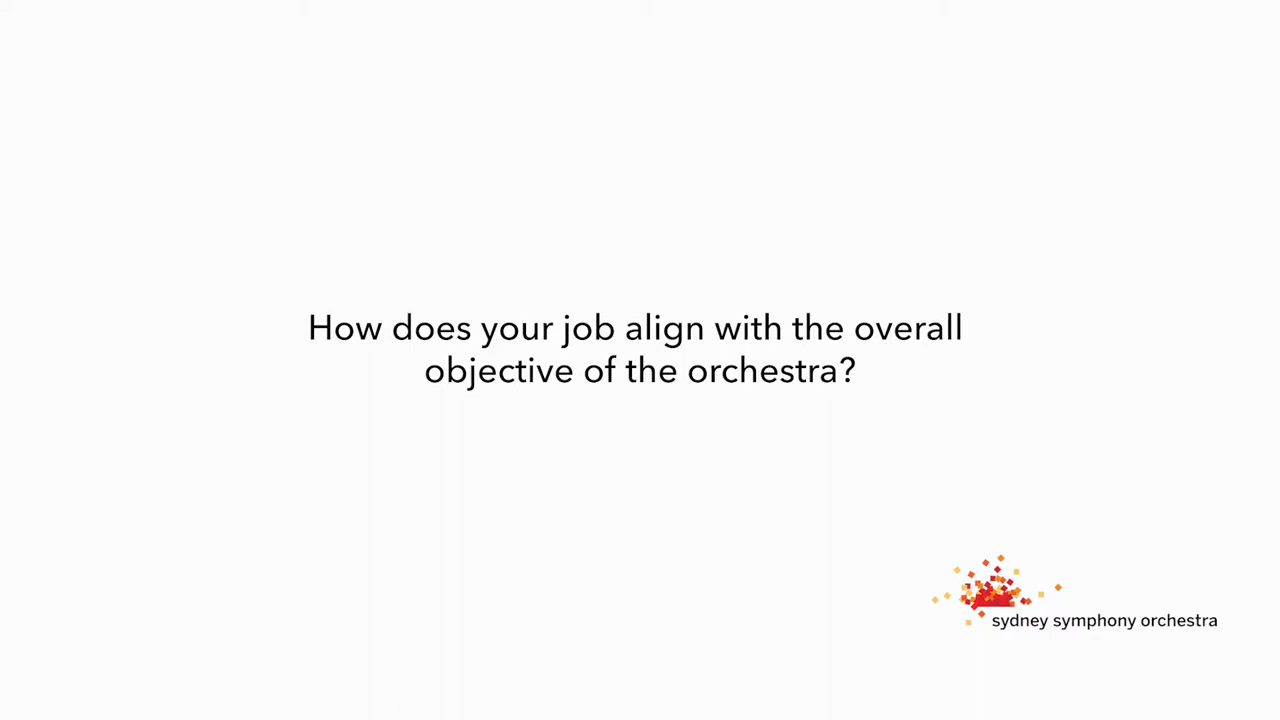 How does your job align with the overall
objective of the orchestra?
sydney symphony orchestra